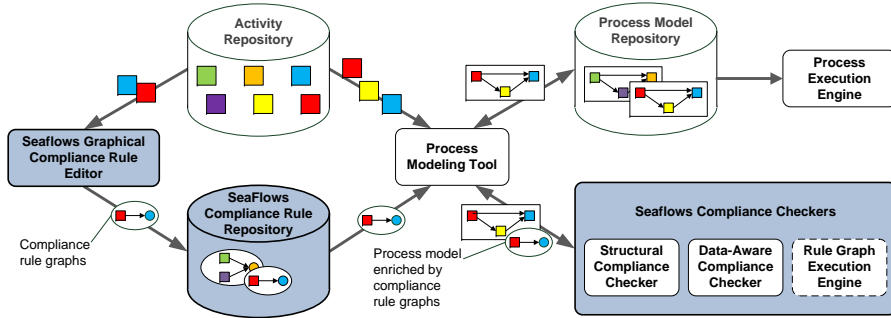 Activity
Repository
Process Model
Repository
Process
Execution
Engine
Seaflows Graphical
Compliance Rule
Editor
Process
Modeling Tool
SeaFlows
Compliance Rule
Repository
Compliance
rule graphs
Process model
enriched by
compliance
rule graphs
Seaflows Compliance Checkers
Structural
Compliance
Checker
Data-Aware
Compliance
Checker
Rule Graph
Execution
Engine